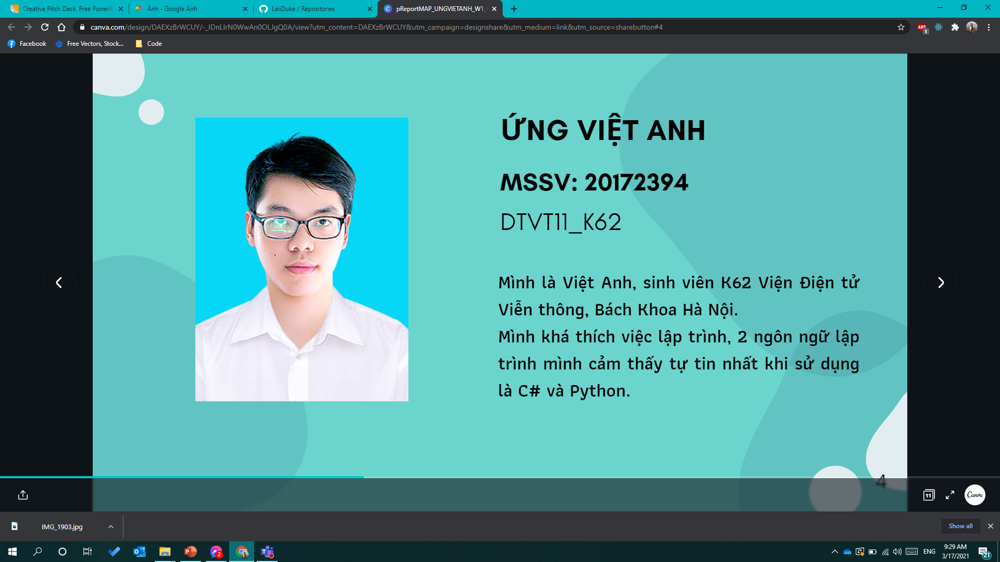 Creative Pitch Deck. Free PowerP
Ảnh - Google Ảnh
LaiiDuke / Repositories
pReportMAP_UNGVIETANH_W1_
canva.com/design/DAEXzBrWCUY/-_IDnLIrN0WwAn0OLJgQ0A/view?utm_content=DAEXzBrWCUY&utm_campaign=designshare&utm_medium=link&utm_source=sharebutton#4
ABP
1
Facebook
Free Vectors, Stock...
Code
ỨNG VIỆT ANH
MSSV: 20172394
DTVT11_K62
Mình là Việt Anh, sinh viên K62 Viện Điện tử
Viễn thông, Bách Khoa Hà Nội.
Mình khá thích việc lập trình, 2 ngôn ngữ lập
trình mình cảm thấy tự tin nhất khi sử dụng
là C# và Python.
4
11
Canva
IMG_1903.jpg
Show all
2
ENG
9:29 AM
3/17/2021
21